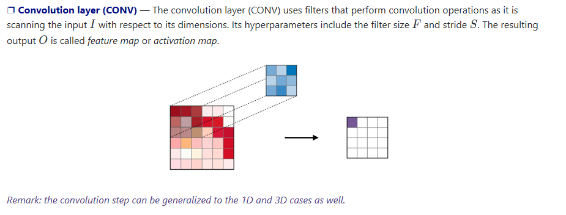 ❒ Convolution layer (CONV) — The convolution layer (CONV) uses filters that perform convolution operations as it is
scanning the input I with respect to its dimensions. Its hyperparameters include the filter size F and stride S. The resulting
output O is called feature map or activation map.
Remark: the convolution step can be generalized to the 1D and 3D cases as well.